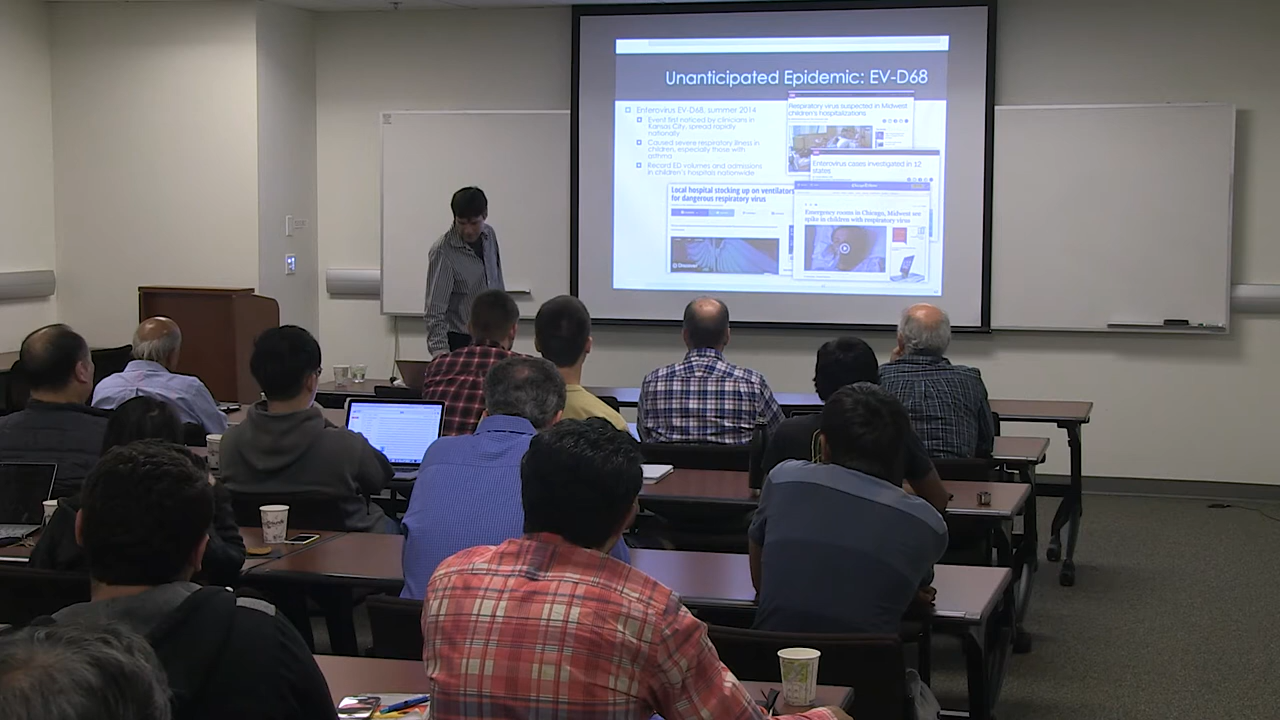 Unanticipated Epidemic: EV-D68
Enterovirus EV-D68, summer 2014
Event first noticed by clinicians in
Kansas City, spread rapidly
nationally
Caused severe respiratory illness in
children, especially those with
asthma
Record ED volumes and admissions
in children's hospitals nationwide
Respiratory virus suspected in Midwest
children's hospitalizations
Enterovirus cases investigated in 12
states
Local hospital stocking up on ventilators
for dangerous respiratory virus
Emergency rooms in Chicago, Midwest see
spike in children with respiratory virus
Discover